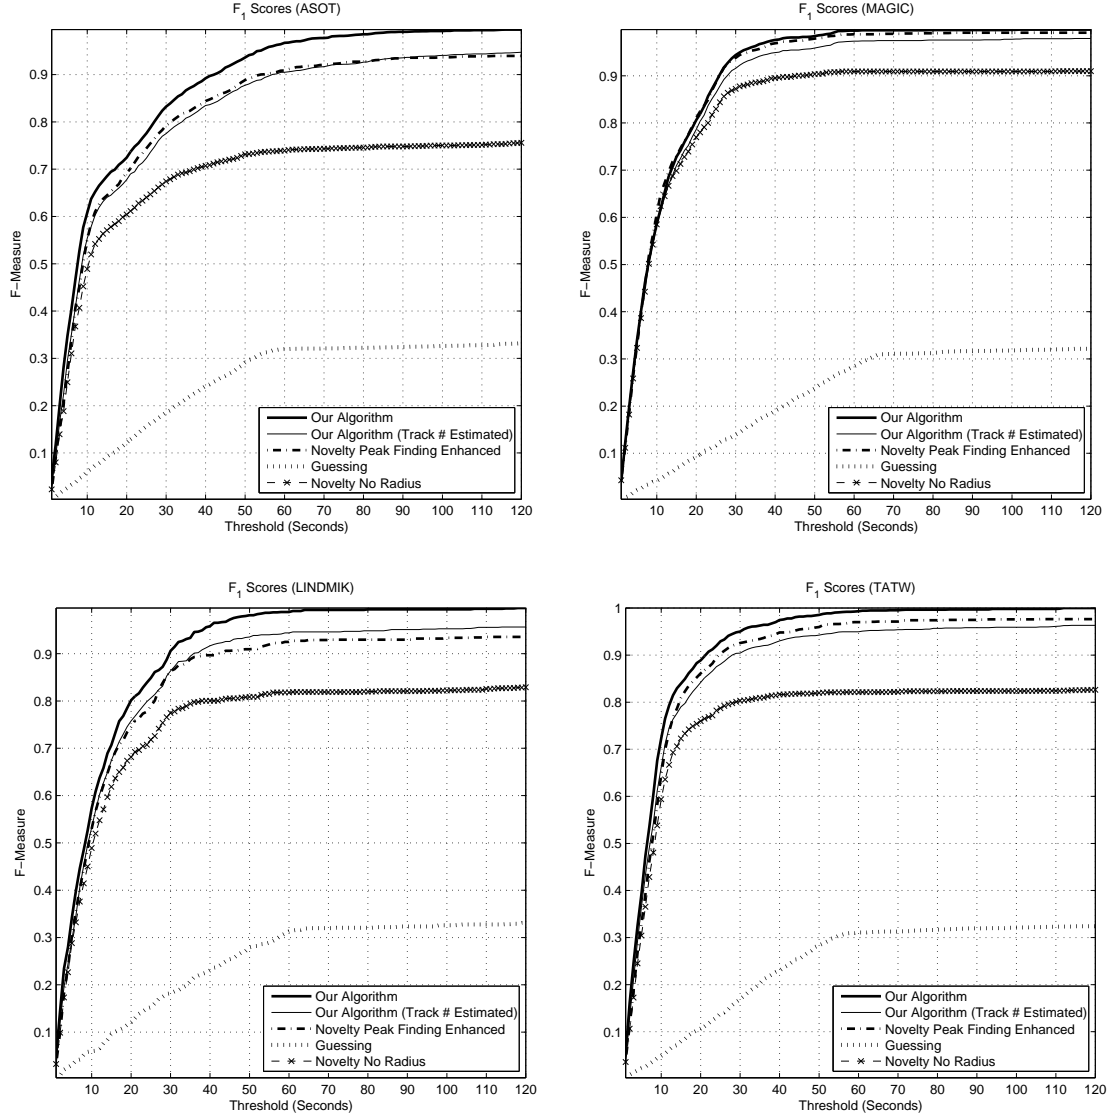 F1 Scores (ASOT)
F−Measure
0.9
0.8
0.7
0.6
0.5
0.4
0.3
0.2
0.1
Our Algorithm
Our Algorithm (Track # Estimated)
Novelty Peak Finding Enhanced
Guessing
Novelty No Radius
10 20 30 40 50 60 70 80 90 100 110 120
Threshold (Seconds)
F1 Scores (MAGIC)
F−Measure
0.9
0.8
0.7
0.6
0.5
0.4
0.3
0.2
0.1
Our Algorithm
Our Algorithm (Track # Estimated)
Novelty Peak Finding Enhanced
Guessing
Novelty No Radius
10 20 30 40 50 60 70 80 90 100 110 120
Threshold (Seconds)
F1 Scores (LINDMIK)
F−Measure
0.9
0.8
0.7
0.6
0.5
0.4
0.3
0.2
0.1
Our Algorithm
Our Algorithm (Track # Estimated)
Novelty Peak Finding Enhanced
Guessing
Novelty No Radius
10 20 30 40 50 60 70 80 90 100 110 120
Threshold (Seconds)
F1 Scores (TATW)
F−Measure
1
0.9
0.8
0.7
0.6
0.5
0.4
0.3
0.2
0.1
Our Algorithm
Our Algorithm (Track # Estimated)
Novelty Peak Finding Enhanced
Guessing
Novelty No Radius
10 20 30 40 50 60 70 80 90 100 110 120
Threshold (Seconds)